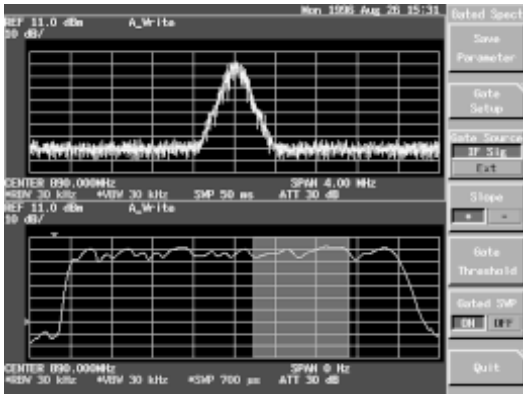 Mon 1996 Aug 26 15:31
REF 11.0 dBm A_Write
10 dB/
CENTER 890.000MHz SPAN 4.00 MHz
*RBW 30 kHz *VBW 30 kHz SWP 50 ms ATT 30 dB
REF 11.0 dBm A_Write
10 dB/
CENTER 890.000MHz SPAN 0 Hz
*RBW 30 kHz *VBW 30 kHz *SWP 700 µs ATT 30 dB
Gated Spect
Save
Parameter
Gate
Setup
Gate Source
IF Sig
Ext
Slope
+ -
Gate
Threshold
Gated SWP
ON OFF
Quit